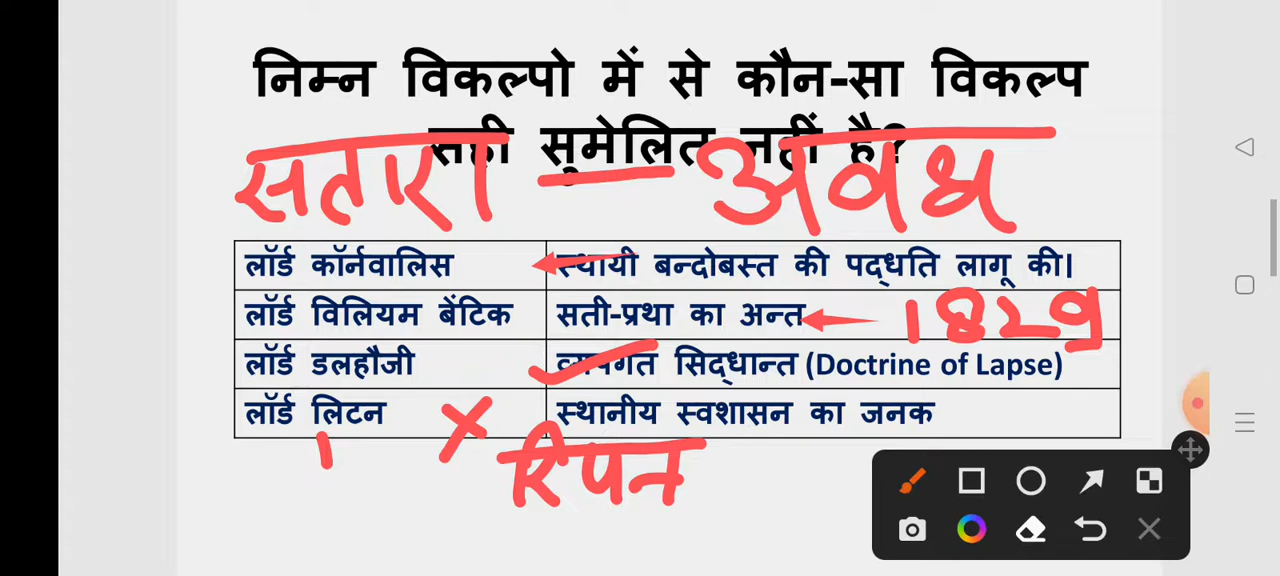 निम्न विकल्पो में से कौन-सा विकल्प
सही सुमेलित नहीं है?
सतारा अवध
लॉर्ड कॉर्नवालिस स्थायी बन्दोबस्त की पद्धति लागू की।
लॉर्ड विलियम बेंटिक सती-प्रथा का अन्त 1829
लॉर्ड डलहौजी व्यपगत सिद्धान्त (Doctrine of Lapse)
लॉर्ड लिटन स्थानीय स्वशासन का जनक
रिपन